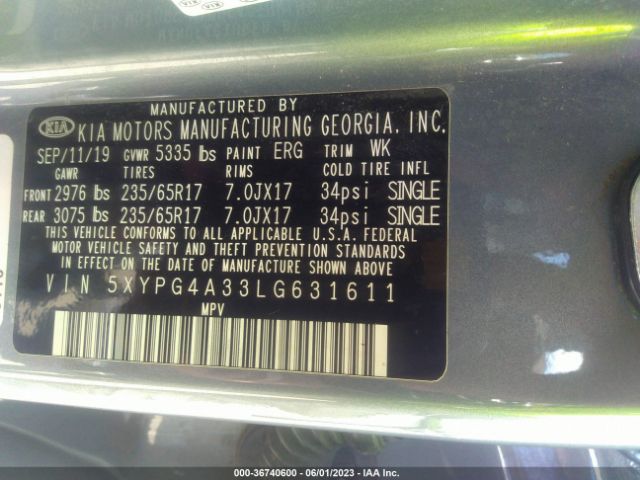 MANUFACTURED BY
KIA KIA MOTORS MANUFACTURING GEORGIA, INC.
SEP/11/19 GVWR 5335 lbs PAINT ERG TRIM WK
GAWR TIRES RIMS COLD TIRE INFL
FRONT 2976 lbs 235/65R17 7.0JX17 34psi SINGLE
REAR 3075 lbs 235/65R17 7.0JX17 34psi SINGLE
THIS VEHICLE CONFORMS TO ALL APPLICABLE U.S.A. FEDERAL
MOTOR VEHICLE SAFETY AND THEFT PREVENTION STANDARDS
IN EFFECT ON THE DATE OF MANUFACTURE SHOWN ABOVE.
VIN 5XYPG4A33LG631611
MPV
000-36740600 - 06/01/2023 - IAA Inc.